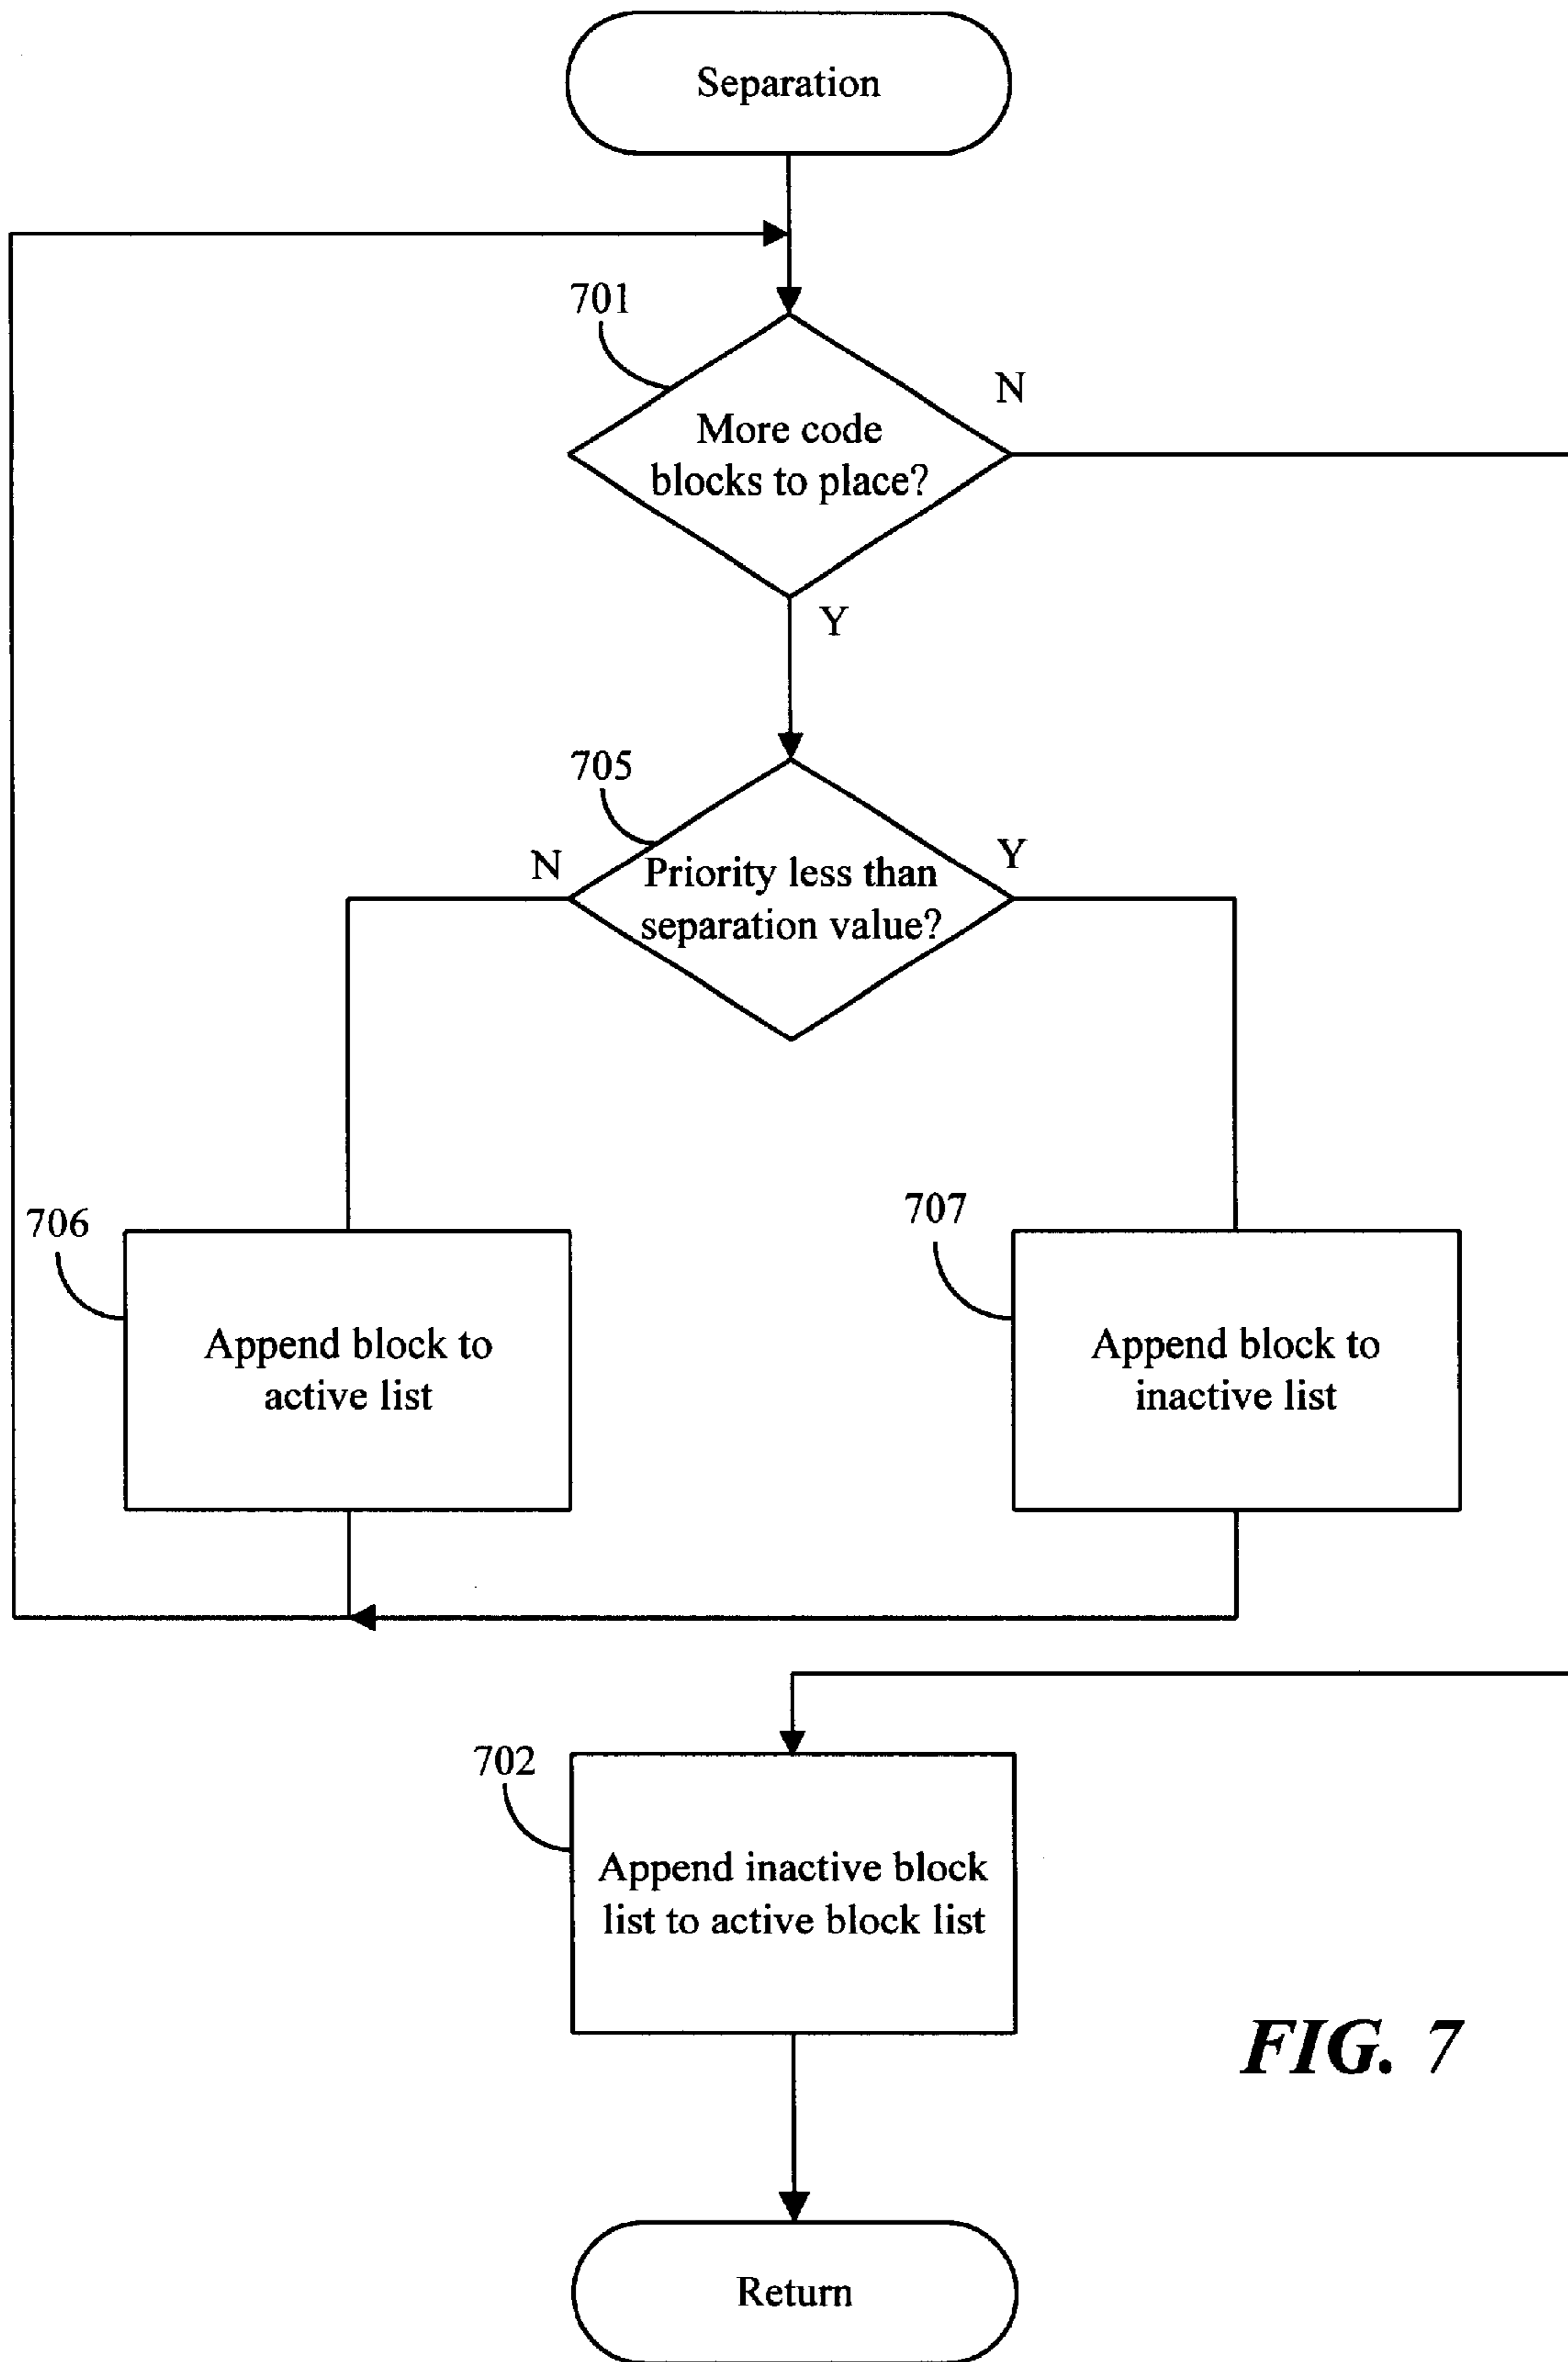 Separation
701
N
More code
blocks to place?
Y
705
N
Y
Priority less than
separation value?
706
707
Append block to
active list
Append block to
inactive list
702
Append inactive block
list to active block list
FIG. 7
Return